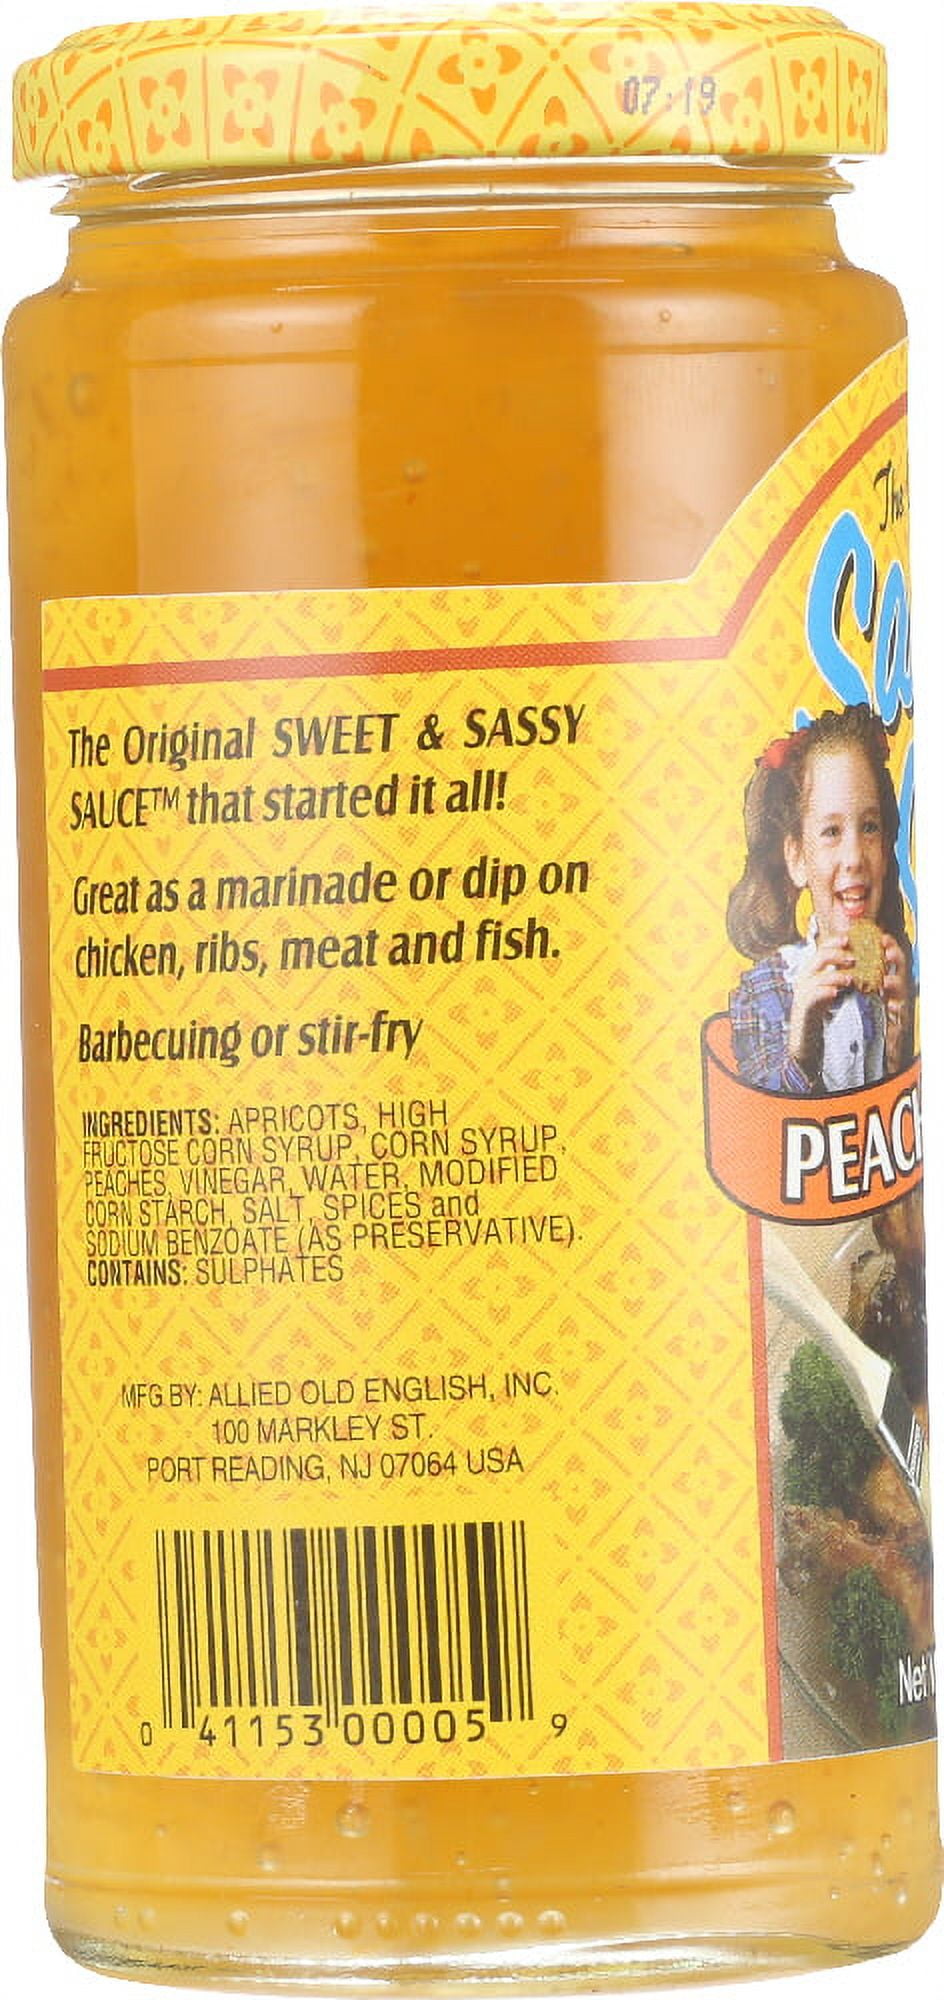 07:19
The Original SWEET & SASSY
SAUCE™ that started it all!
Great as a marinade or dip on
chicken, ribs, meat and fish.
Barbecuing or stir-fry
INGREDIENTS: APRICOTS, HIGH
FRUCTOSE CORN SYRUP, CORN SYRUP,
PEACHES, VINEGAR, WATER, MODIFIED
CORN STARCH, SALT, SPICES and
SODIUM BENZOATE (AS PRESERVATIVE).
CONTAINS: SULPHATES
MFG BY: ALLIED OLD ENGLISH, INC.
100 MARKLEY ST.
PORT READING, NJ 07064 USA
0 41153 00005 9
The
Sa
PEACH
Net